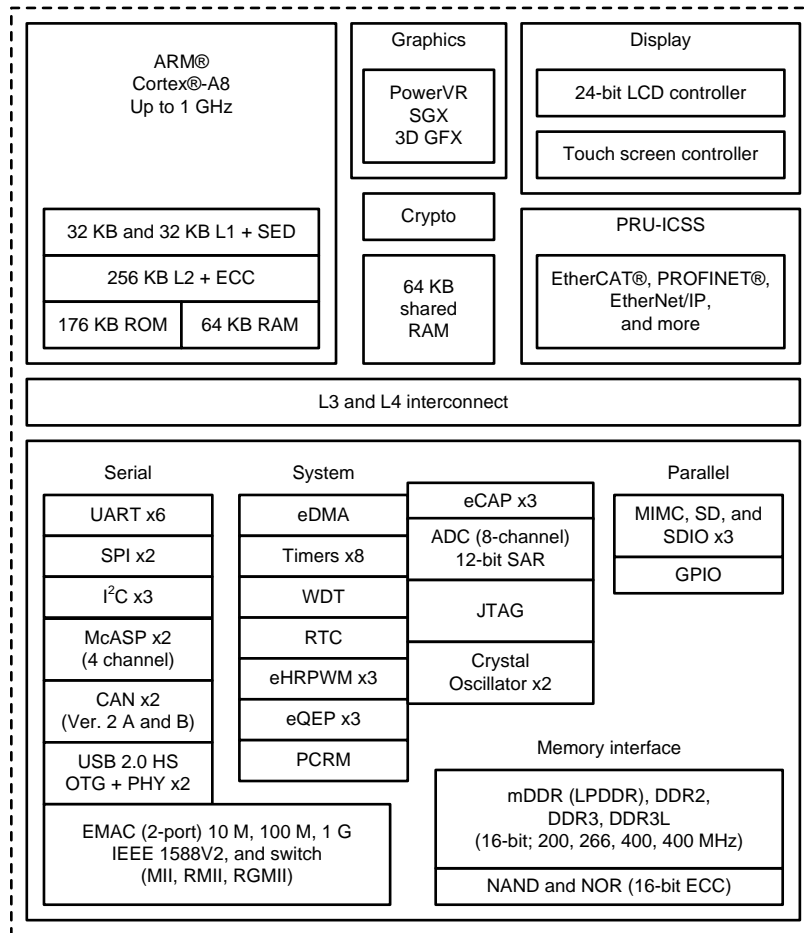 ARM®
Cortex®-A8
Up to 1 GHz
32 KB and 32 KB L1 + SED
256 KB L2 + ECC
176 KB ROM
64 KB RAM
Graphics
PowerVR
SGX
3D GFX
Crypto
64 KB
shared
RAM
Display
24-bit LCD controller
Touch screen controller
PRU-ICSS
EtherCAT®, PROFINET®,
EtherNet/IP,
and more
L3 and L4 interconnect
Serial
UART x6
SPI x2
I²C x3
McASP x2
(4 channel)
CAN x2
(Ver. 2 A and B)
USB 2.0 HS
OTG + PHY x2
EMAC (2-port) 10 M, 100 M, 1 G
IEEE 1588V2, and switch
(MII, RMII, RGMII)
System
eDMA
Timers x8
WDT
RTC
eHRPWM x3
eQEP x3
PCRM
eCAP x3
ADC (8-channel)
12-bit SAR
JTAG
Crystal
Oscillator x2
Parallel
MIMC, SD, and
SDIO x3
GPIO
Memory interface
mDDR (LPDDR), DDR2,
DDR3, DDR3L
(16-bit; 200, 266, 400, 400 MHz)
NAND and NOR (16-bit ECC)